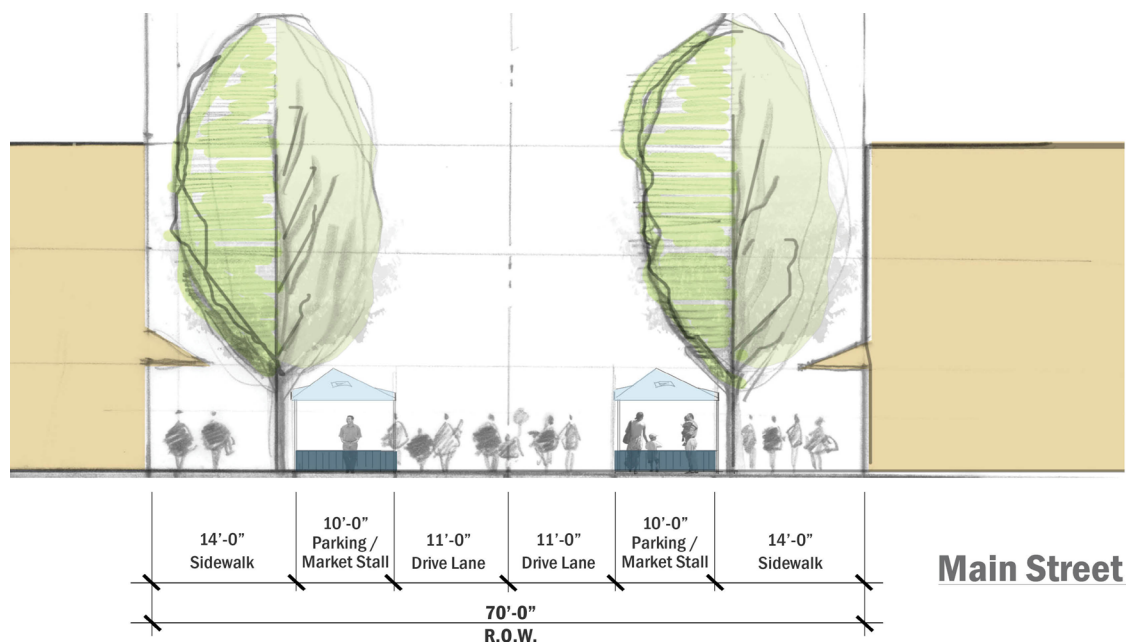 14'-0"
Sidewalk
10'-0"
Parking /
Market Stall
11'-0"
Drive Lane
11'-0"
Drive Lane
10'-0"
Parking /
Market Stall
14'-0"
Sidewalk
Main Street
70'-0"
R.O.W.